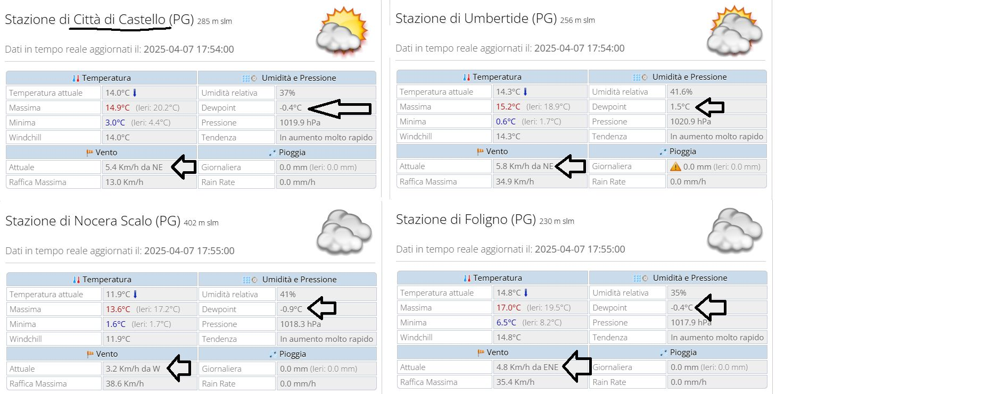 Stazione di Città di Castello (PG) 285 m slm
Dati in tempo reale aggiornati il: 2025-04-07 17:54:00
Temperatura Umidità e Pressione
Temperatura attuale 14.0°C Umidità relativa 37%
Massima 14.9°C (Ieri: 20.2°C) Dewpoint -0.4°C
Minima 3.0°C (Ieri: 4.4°C) Pressione 1019.9 hPa
Windchill 14.0°C Tendenza In aumento molto rapido
Vento Pioggia
Attuale 5.4 Km/h da NE Giornaliera 0.0 mm (Ieri: 0.0 mm)
Raffica Massima 13.0 Km/h Rain Rate 0.0 mm/h
Stazione di Umbertide (PG) 256 m slm
Dati in tempo reale aggiornati il: 2025-04-07 17:54:00
Temperatura Umidità e Pressione
Temperatura attuale 14.3°C Umidità relativa 41.6%
Massima 15.2°C (Ieri: 18.9°C) Dewpoint 1.5°C
Minima 0.6°C (Ieri: 1.7°C) Pressione 1020.9 hPa
Windchill 14.3°C Tendenza In aumento molto rapido
Vento Pioggia
Attuale 5.8 Km/h da NE Giornaliera 0.0 mm (Ieri: 0.0 mm)
Raffica Massima 34.9 Km/h Rain Rate 0.0 mm/h
Stazione di Nocera Scalo (PG) 402 m slm
Dati in tempo reale aggiornati il: 2025-04-07 17:55:00
Temperatura Umidità e Pressione
Temperatura attuale 11.9°C Umidità relativa 41%
Massima 13.6°C (Ieri: 17.2°C) Dewpoint -0.9°C
Minima 1.6°C (Ieri: 1.7°C) Pressione 1018.3 hPa
Windchill 11.9°C Tendenza In aumento molto rapido
Vento Pioggia
Attuale 3.2 Km/h da W Giornaliera 0.0 mm (Ieri: 0.0 mm)
Raffica Massima 38.6 Km/h Rain Rate 0.0 mm/h
Stazione di Foligno (PG) 230 m slm
Dati in tempo reale aggiornati il: 2025-04-07 17:55:00
Temperatura Umidità e Pressione
Temperatura attuale 14.8°C Umidità relativa 35%
Massima 17.0°C (Ieri: 19.5°C) Dewpoint -0.4°C
Minima 6.5°C (Ieri: 8.2°C) Pressione 1017.9 hPa
Windchill 14.8°C Tendenza In aumento molto rapido
Vento Pioggia
Attuale 4.8 Km/h da ENE Giornaliera 0.0 mm (Ieri: 0.0 mm)
Raffica Massima 35.4 Km/h Rain Rate 0.0 mm/h